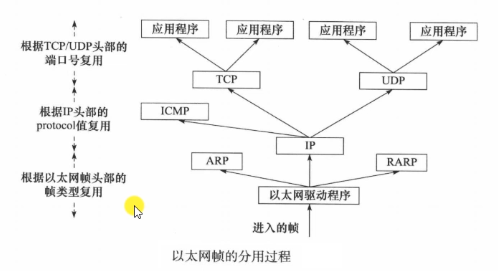 应用程序 应用程序 应用程序 应用程序
根据TCP/UDP头部的
端口号复用
TCP UDP
ICMP
根据IP头部的
protocol值复用
IP
ARP RARP
根据以太网帧头部的
帧类型复用
以太网驱动程序
进入的帧
以太网帧的分用过程